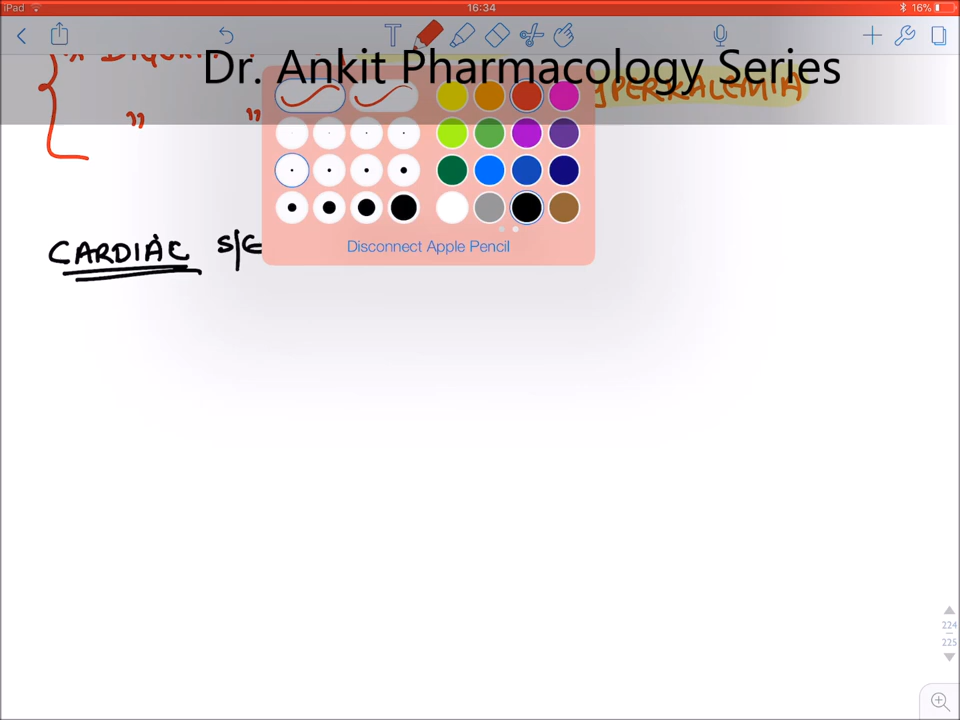 iPad 16:34 16%
T
Dr. Ankit Pharmacology Series
" "
CARDIAC S/E
Disconnect Apple Pencil
224
225